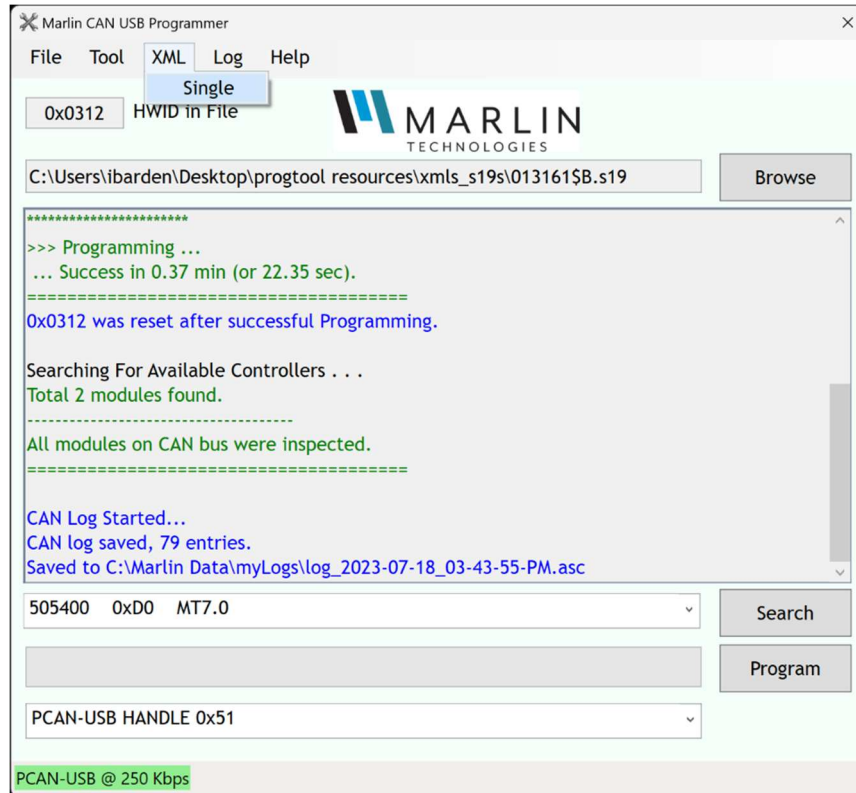 Marlin CAN USB Programmer
File Tool XML Log Help
Single
0x0312 HWID in File
MARLIN
TECHNOLOGIES
C:\Users\ibarden\Desktop\progtool resources\xmls_s19s\013161$B.s19 Browse
***********************
>>> Programming ...
... Success in 0.37 min (or 22.35 sec).
======================================
0x0312 was reset after successful Programming.
Searching For Available Controllers . . .
Total 2 modules found.
-------------------------------------
All modules on CAN bus were inspected.
======================================
CAN Log Started...
CAN log saved, 79 entries.
Saved to C:\Marlin Data\myLogs\log_2023-07-18_03-43-55-PM.asc
505400 0xD0 MT7.0 Search
Program
PCAN-USB HANDLE 0x51
PCAN-USB @ 250 Kbps